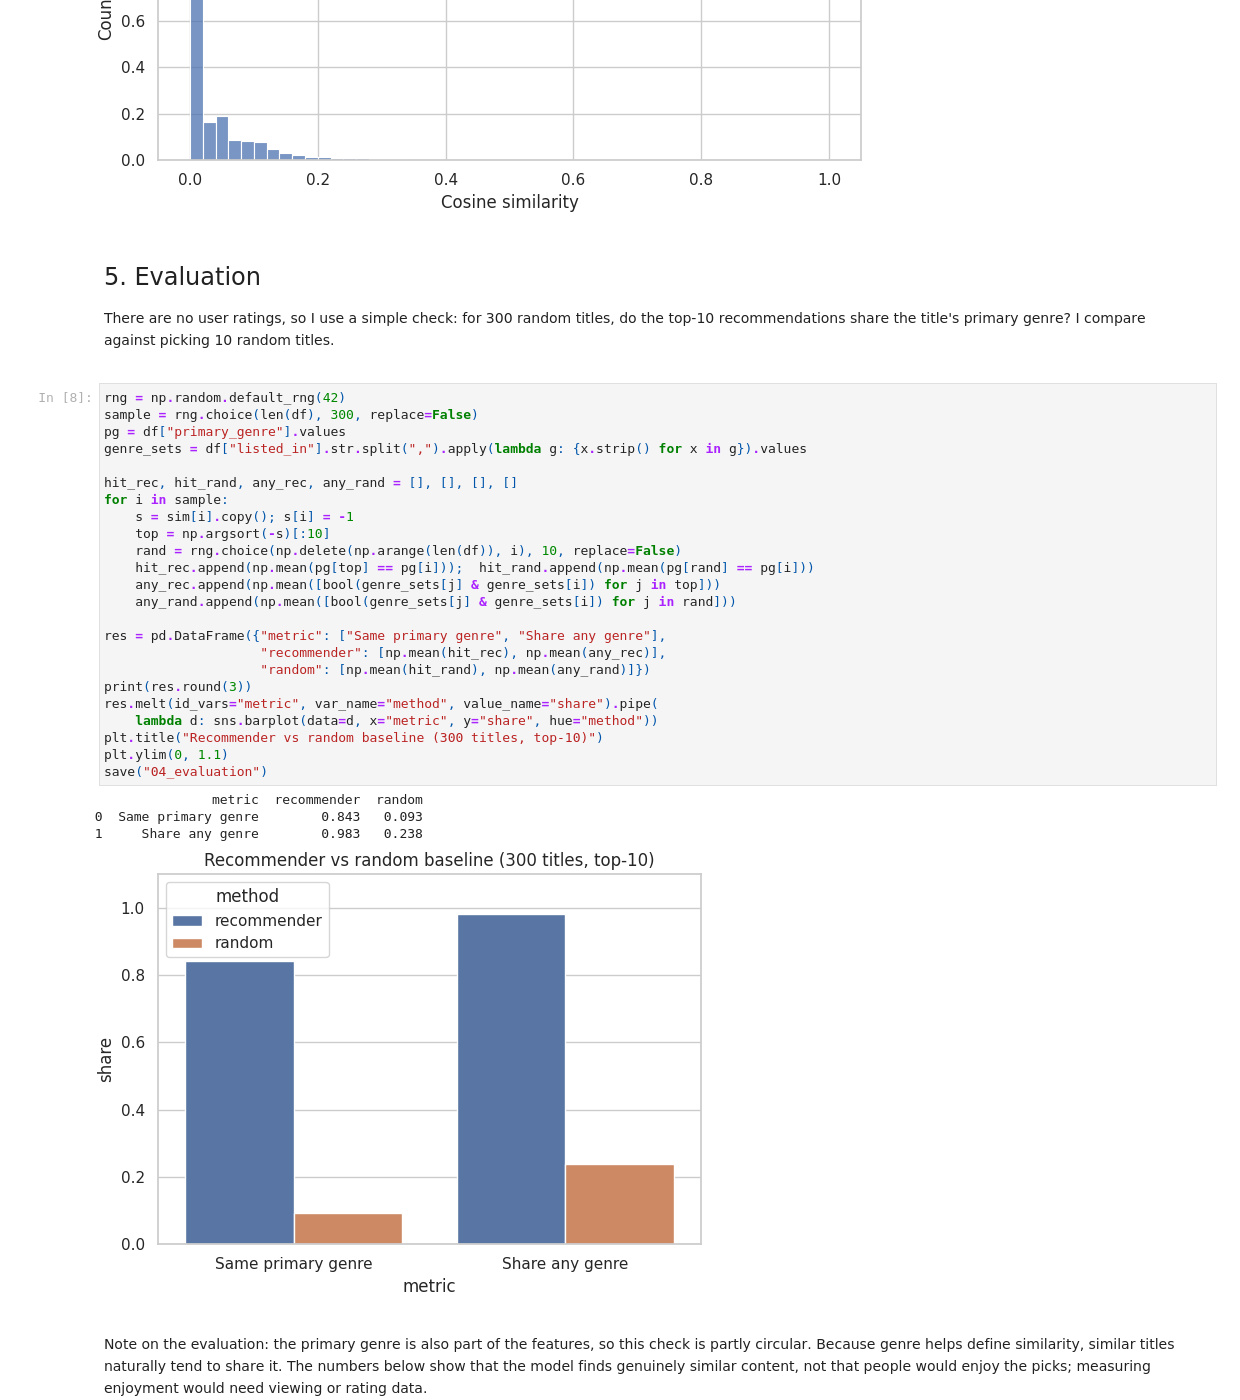 Coun
0.6
0.4
0.2
0.0
0.0 0.2 0.4 0.6 0.8 1.0
Cosine similarity
5. Evaluation
There are no user ratings, so I use a simple check: for 300 random titles, do the top-10 recommendations share the title's primary genre? I compare
against picking 10 random titles.
In [8]:
rng = np.random.default_rng(42)
sample = rng.choice(len(df), 300, replace=False)
pg = df["primary_genre"].values
genre_sets = df["listed_in"].str.split(",").apply(lambda g: {x.strip() for x in g}).values
hit_rec, hit_rand, any_rec, any_rand = [], [], [], []
for i in sample:
    s = sim[i].copy(); s[i] = -1
    top = np.argsort(-s)[:10]
    rand = rng.choice(np.delete(np.arange(len(df)), i), 10, replace=False)
    hit_rec.append(np.mean(pg[top] == pg[i]));  hit_rand.append(np.mean(pg[rand] == pg[i]))
    any_rec.append(np.mean([bool(genre_sets[j] & genre_sets[i]) for j in top]))
    any_rand.append(np.mean([bool(genre_sets[j] & genre_sets[i]) for j in rand]))
res = pd.DataFrame({"metric": ["Same primary genre", "Share any genre"],
                    "recommender": [np.mean(hit_rec), np.mean(any_rec)],
                    "random": [np.mean(hit_rand), np.mean(any_rand)]})
print(res.round(3))
res.melt(id_vars="metric", var_name="method", value_name="share").pipe(
    lambda d: sns.barplot(data=d, x="metric", y="share", hue="method"))
plt.title("Recommender vs random baseline (300 titles, top-10)")
plt.ylim(0, 1.1)
save("04_evaluation")
metric  recommender  random
0  Same primary genre        0.843   0.093
1     Share any genre        0.983   0.238
Recommender vs random baseline (300 titles, top-10)
method
recommender
random
1.0
0.8
0.6
share
0.4
0.2
0.0
Same primary genre Share any genre
metric
Note on the evaluation: the primary genre is also part of the features, so this check is partly circular. Because genre helps define similarity, similar titles
naturally tend to share it. The numbers below show that the model finds genuinely similar content, not that people would enjoy the picks; measuring
enjoyment would need viewing or rating data.